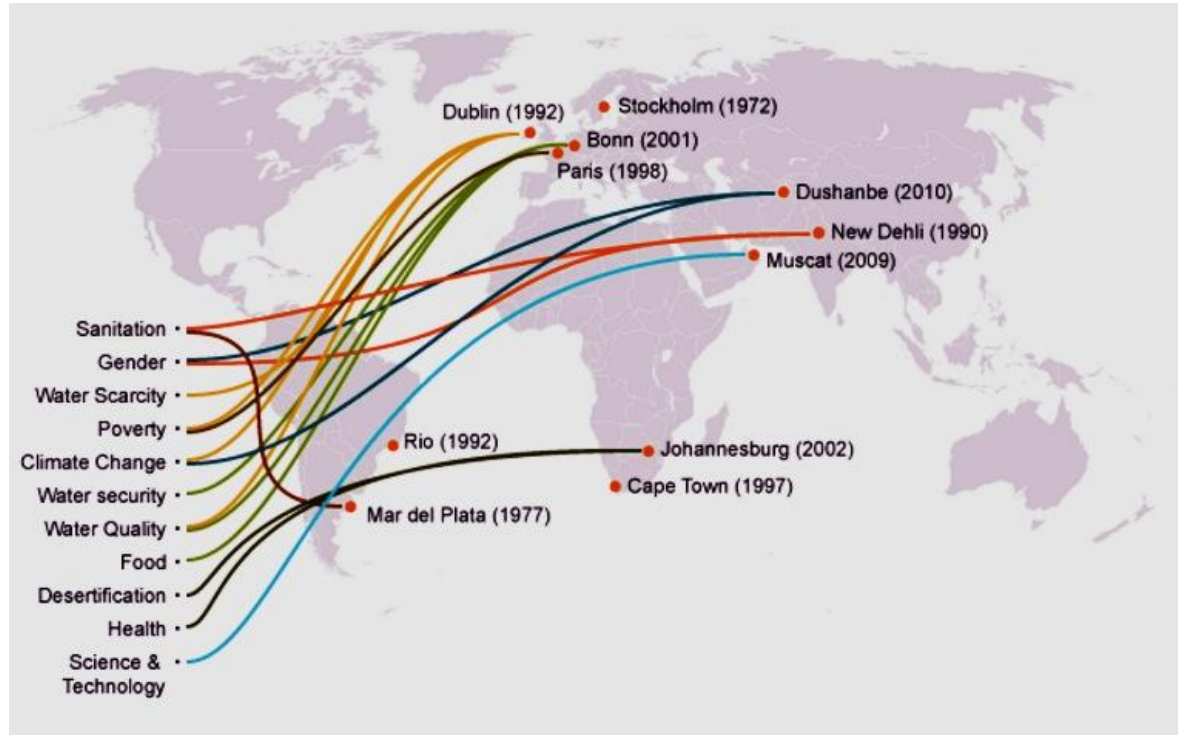 Dublin (1992)
Stockholm (1972)
Bonn (2001)
Paris (1998)
Dushanbe (2010)
New Dehli (1990)
Muscat (2009)
Sanitation
Gender
Water Scarcity
Poverty
Climate Change
Water security
Water Quality
Food
Desertification
Health
Science &
Technology
Rio (1992)
Johannesburg (2002)
Cape Town (1997)
Mar del Plata (1977)